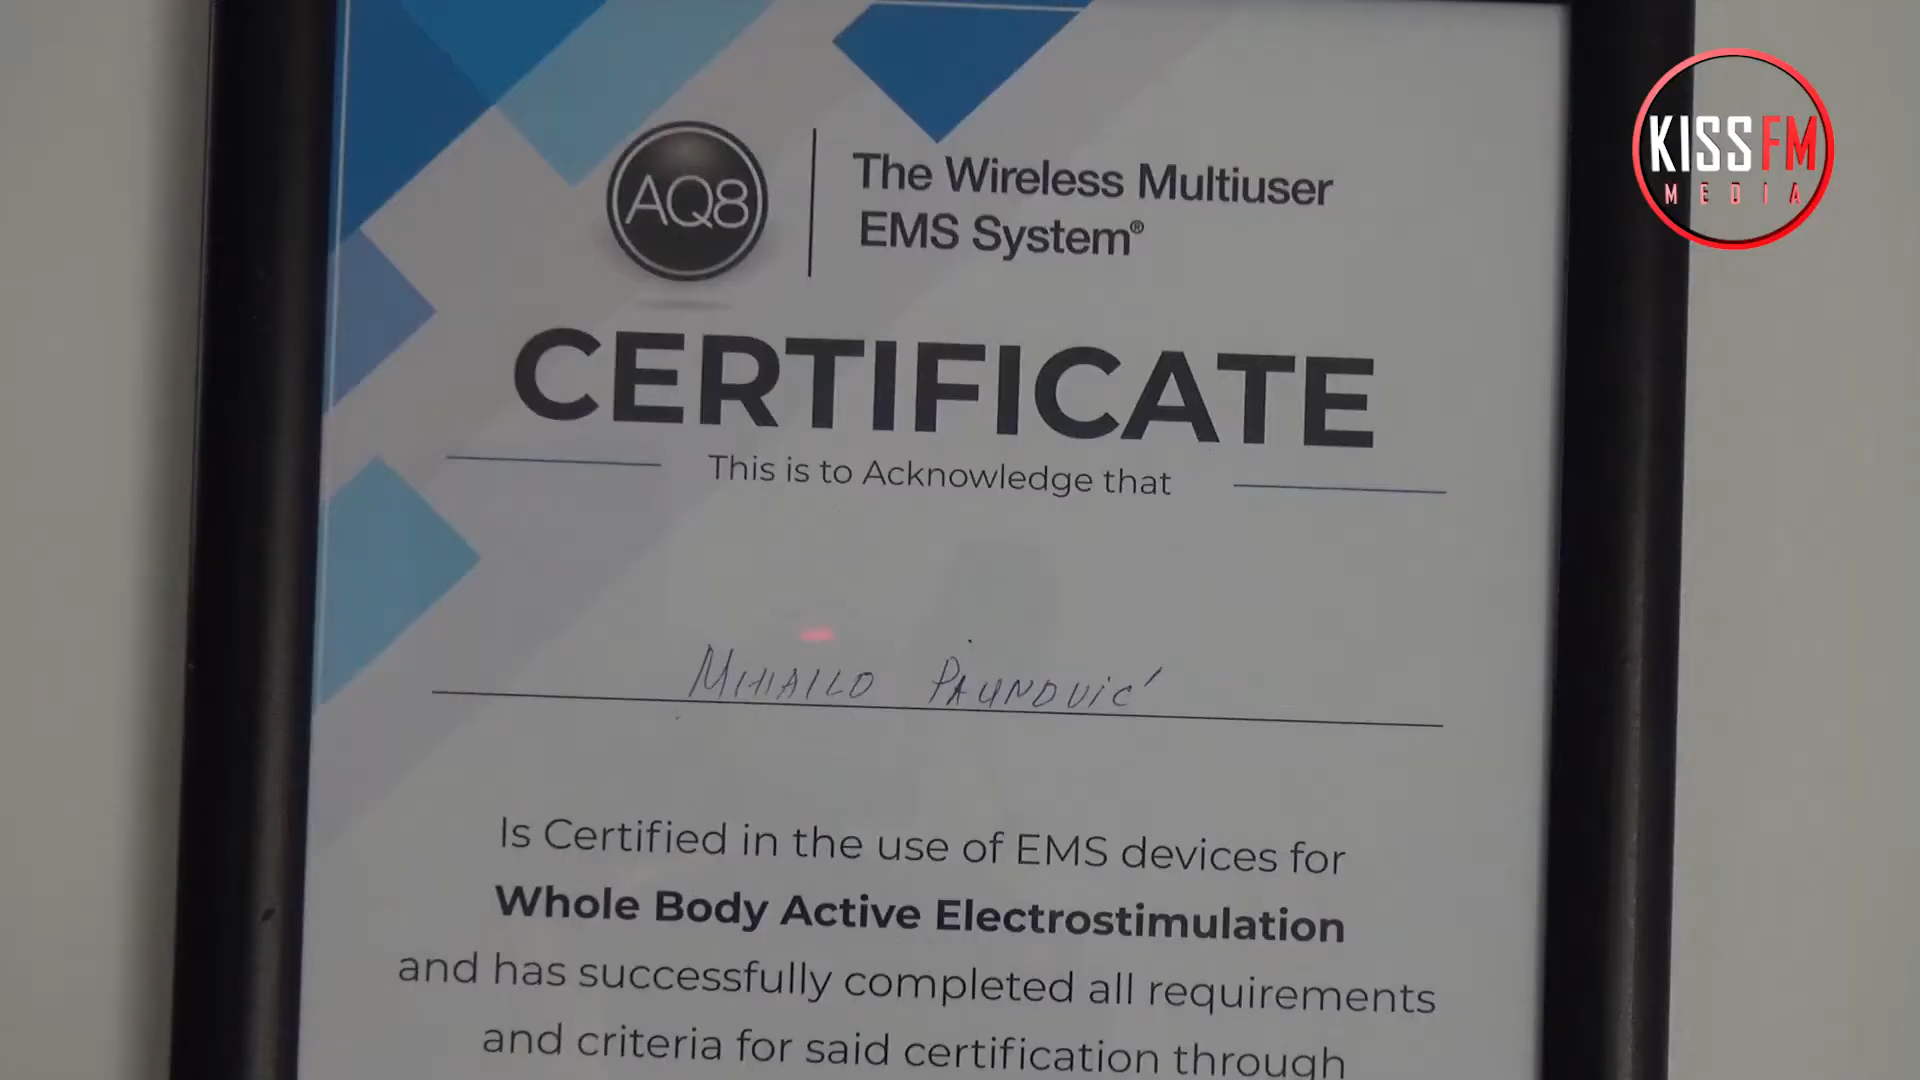 AQ8
The Wireless Multiuser
EMS System®
KISS FM
MEDIA
CERTIFICATE
This is to Acknowledge that
MIHAILO PAUNOVIĆ
Is Certified in the use of EMS devices for
Whole Body Active Electrostimulation
and has successfully completed all requirements
and criteria for said certification through